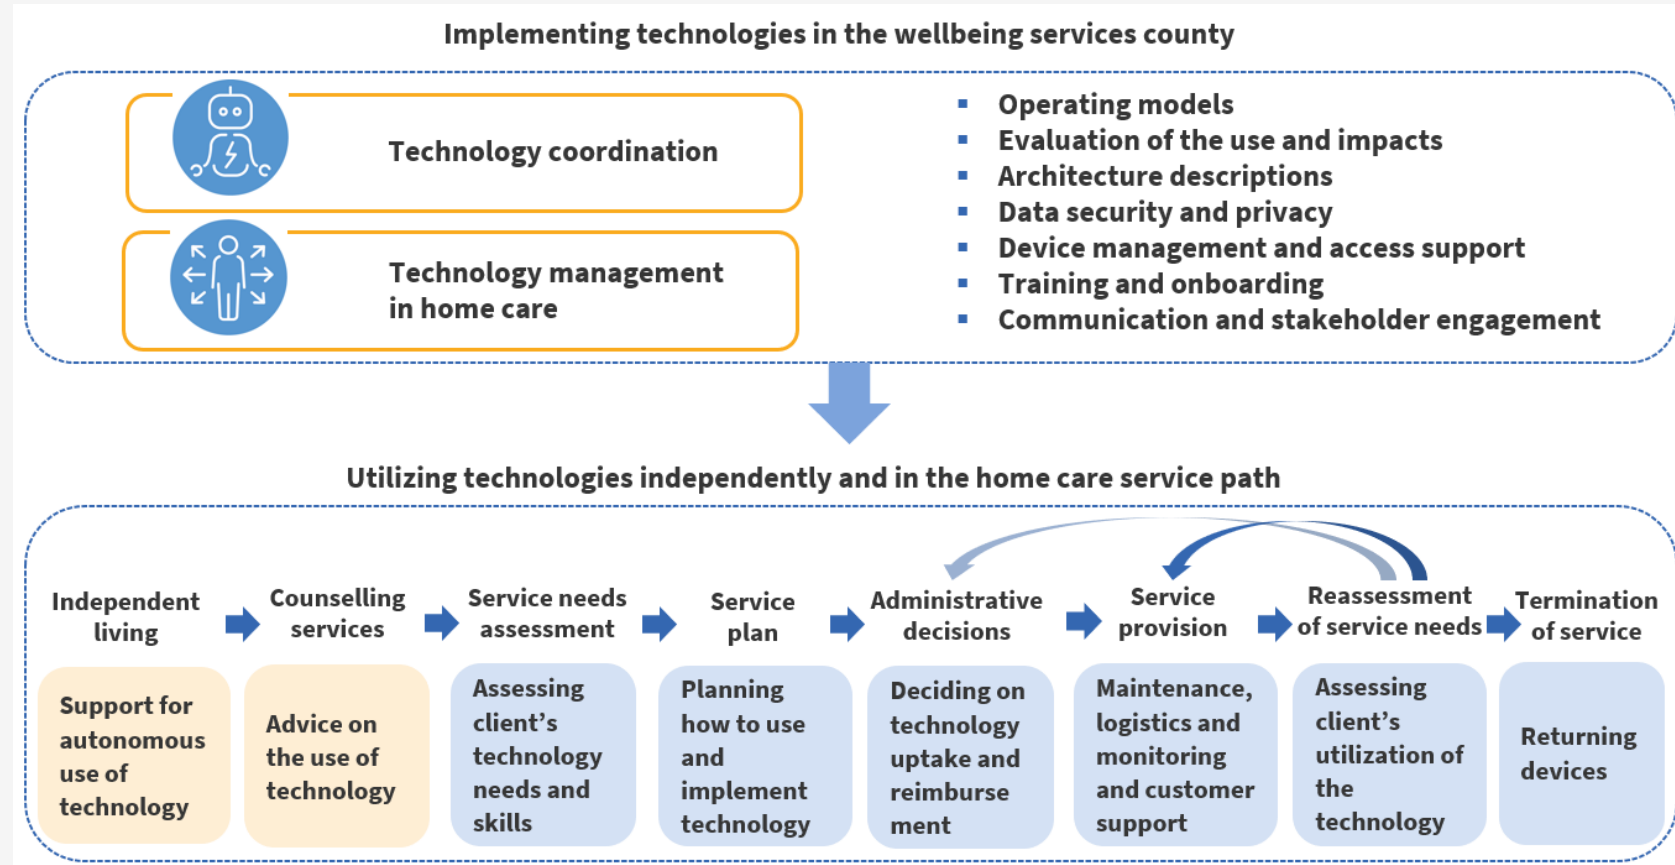 Implementing technologies in the wellbeing services county
Technology coordination
Technology management
in home care
▪ Operating models
▪ Evaluation of the use and impacts
▪ Architecture descriptions
▪ Data security and privacy
▪ Device management and access support
▪ Training and onboarding
▪ Communication and stakeholder engagement
Utilizing technologies independently and in the home care service path
Independent
living
Counselling
services
Service needs
assessment
Service
plan
Administrative
decisions
Service
provision
Reassessment
of service needs
Termination
of service
Support for
autonomous
use of
technology
Advice on
the use of
technology
Assessing
client’s
technology
needs and
skills
Planning
how to use
and
implement
technology
Deciding on
technology
uptake and
reimburse
ment
Maintenance,
logistics and
monitoring
and customer
support
Assessing
client’s
utilization of
the
technology
Returning
devices